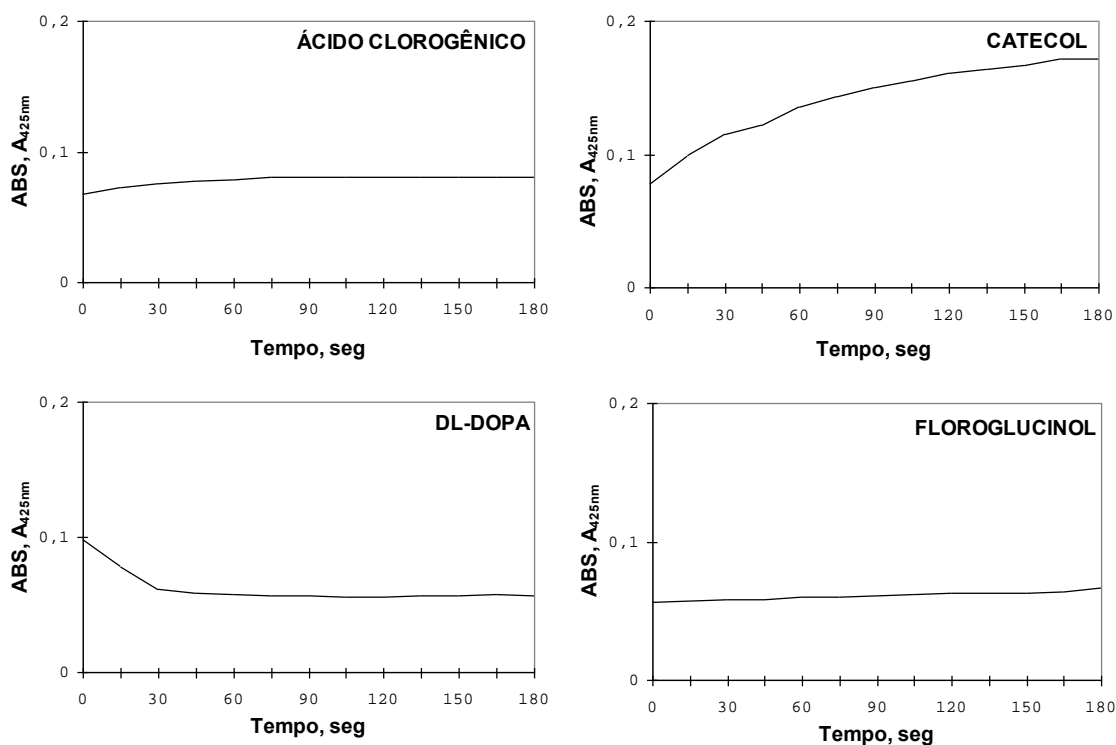 0,2
ÁCIDO CLOROGÊNICO
ABS, A425nm
0,1
0
0 30 60 90 120 150 180
Tempo, seg
0,2
CATECOL
ABS, A425nm
0,1
0
0 30 60 90 120 150 180
Tempo, seg
0,2
DL-DOPA
ABS, A425nm
0,1
0
0 30 60 90 120 150 180
Tempo, seg
0,2
FLOROGLUCINOL
ABS, A425nm
0,1
0
0 30 60 90 120 150 180
Tempo, seg